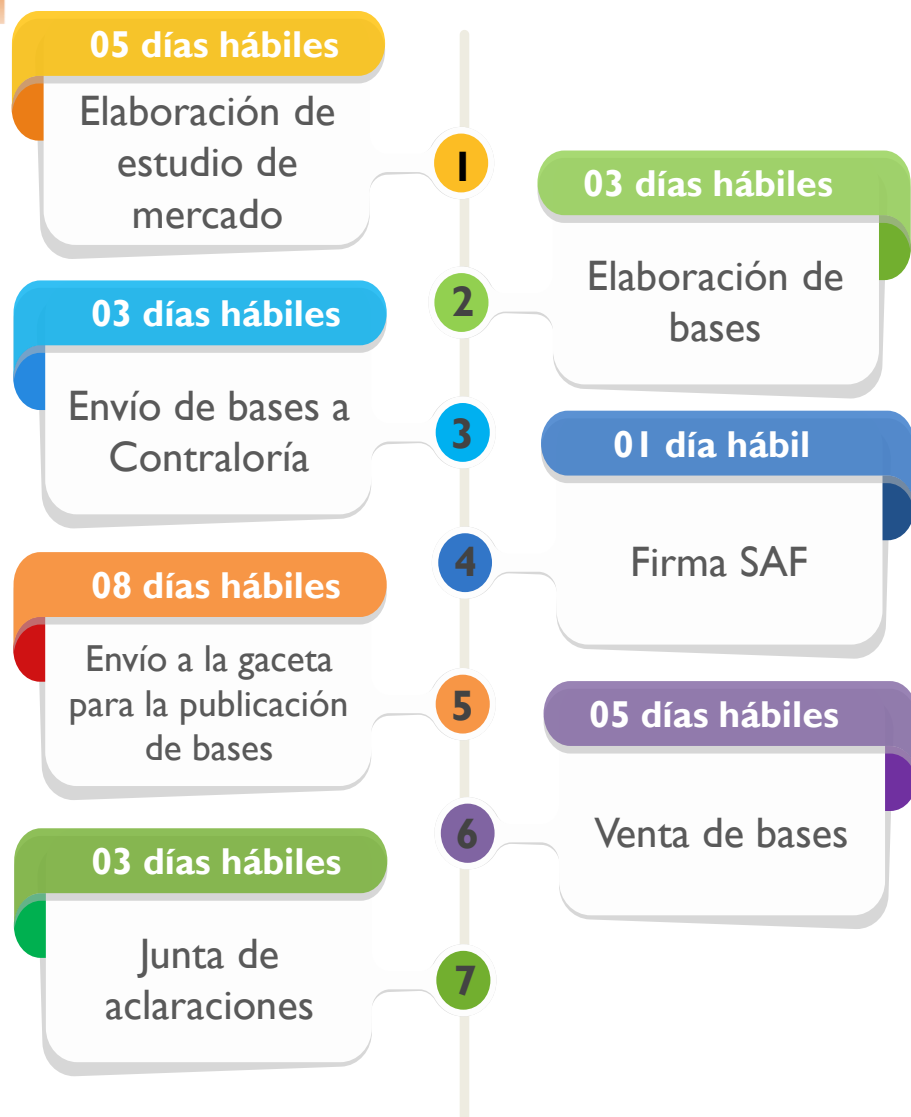 05 días hábiles
Elaboración de
estudio de
mercado
1
03 días hábiles
Elaboración de
bases
2
03 días hábiles
Envío de bases a
Contraloría
3
01 día hábil
Firma SAF
4
08 días hábiles
Envío a la gaceta
para la publicación
de bases
5
05 días hábiles
Venta de bases
6
03 días hábiles
Junta de
aclaraciones
7